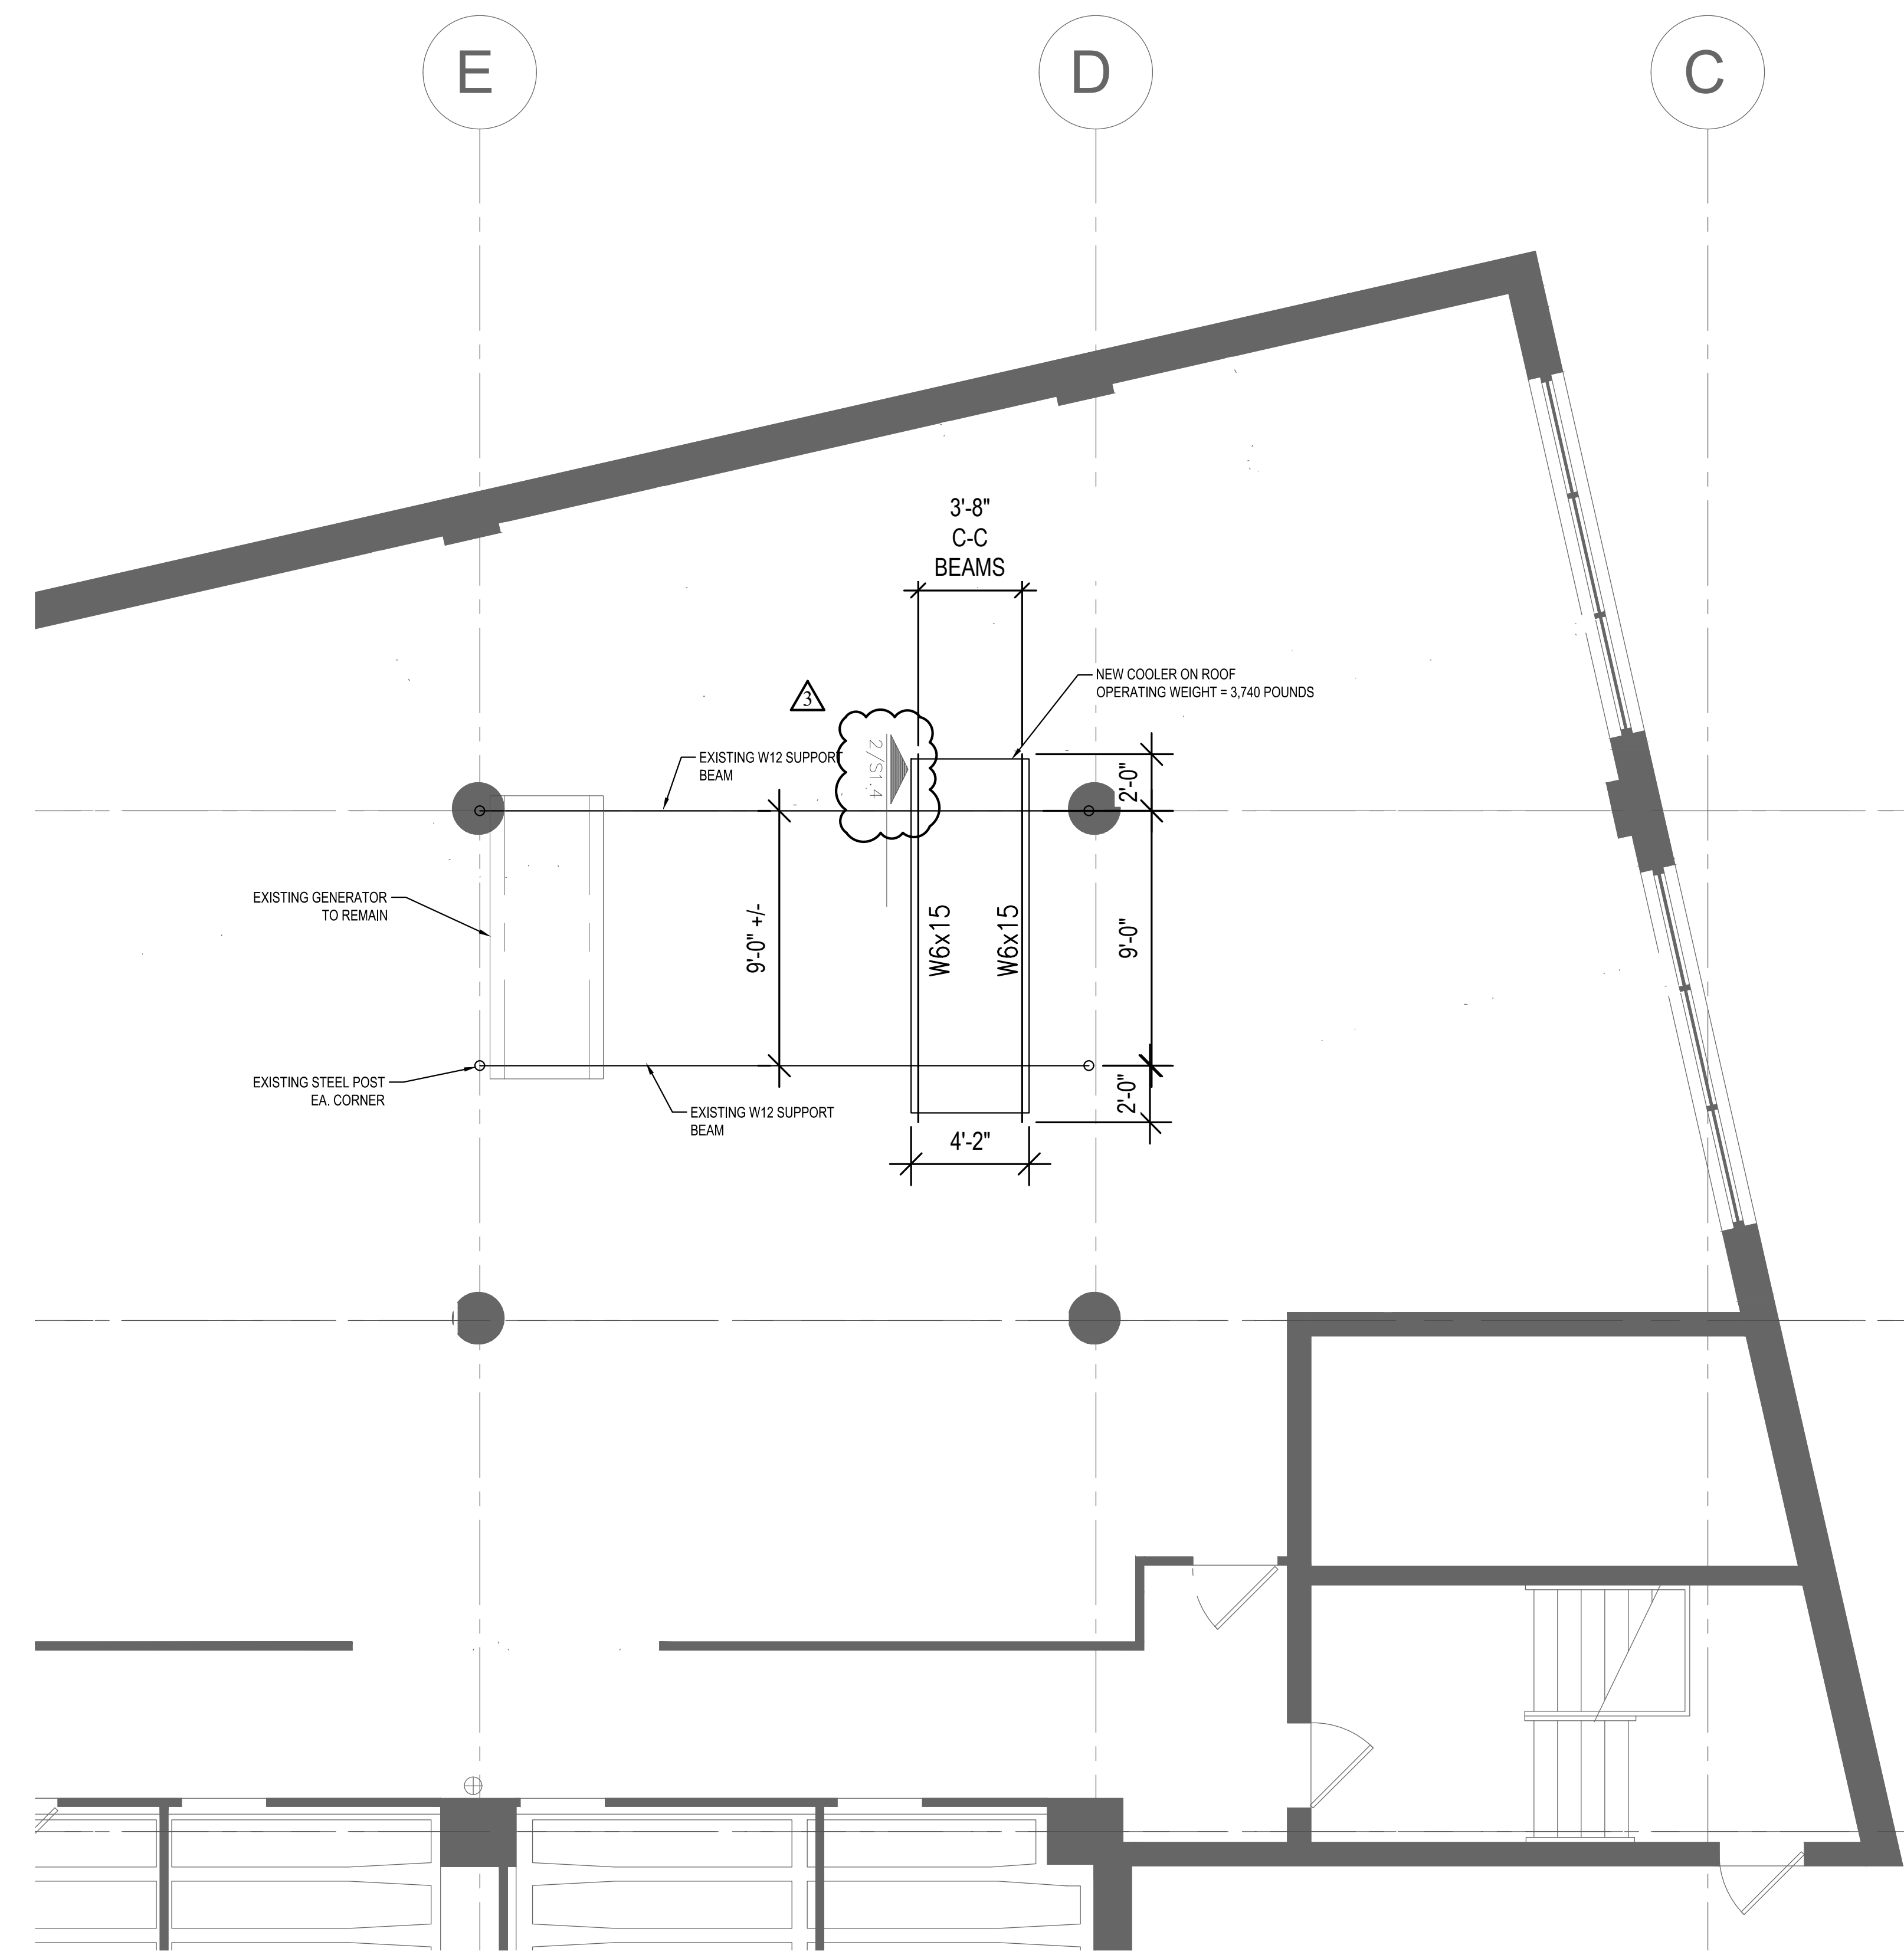 E
D
C
3'-8"
C-C
BEAMS
NEW COOLER ON ROOF
OPERATING WEIGHT = 3,740 POUNDS
3
2/S1.4
EXISTING W12 SUPPORT
BEAM
2'-0"
EXISTING GENERATOR
TO REMAIN
9'-0" +/-
W6x15
W6x15
9'-0"
EXISTING STEEL POST
EA. CORNER
EXISTING W12 SUPPORT
BEAM
2'-0"
4'-2"